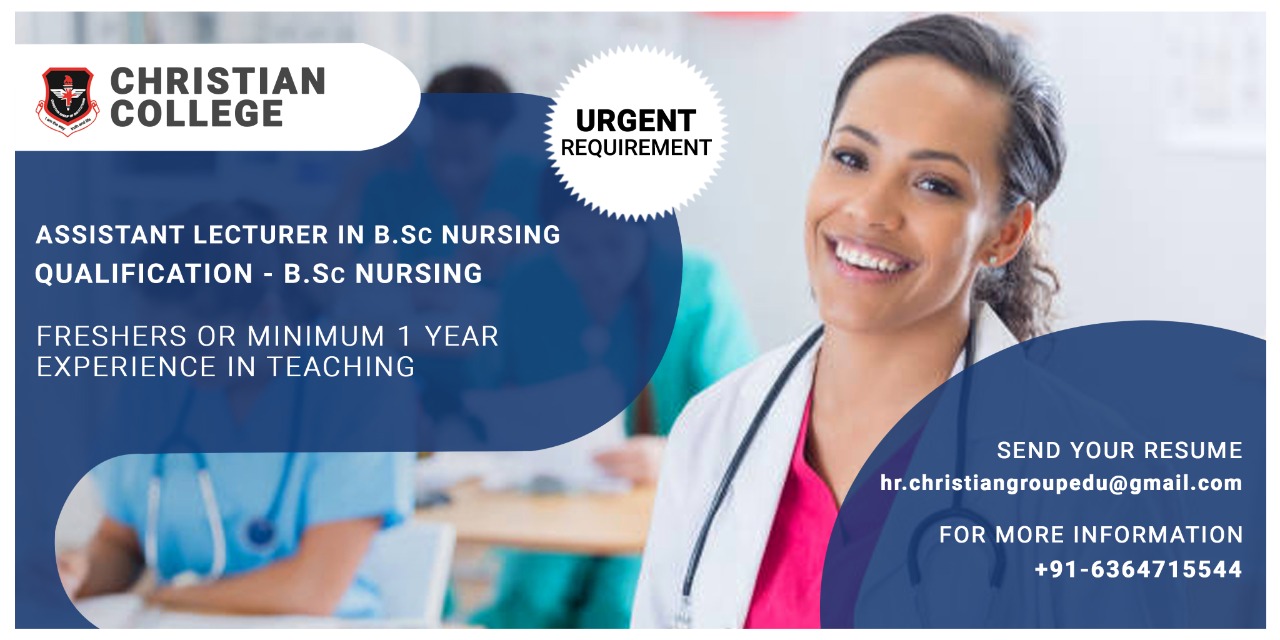 CHRISTIAN
COLLEGE
URGENT
REQUIREMENT
ASSISTANT LECTURER IN B.Sc NURSING
QUALIFICATION - B.Sc NURSING
FRESHERS OR MINIMUM 1 YEAR
EXPERIENCE IN TEACHING
SEND YOUR RESUME
hr.christiangroupedu@gmail.com
FOR MORE INFORMATION
+91-6364715544